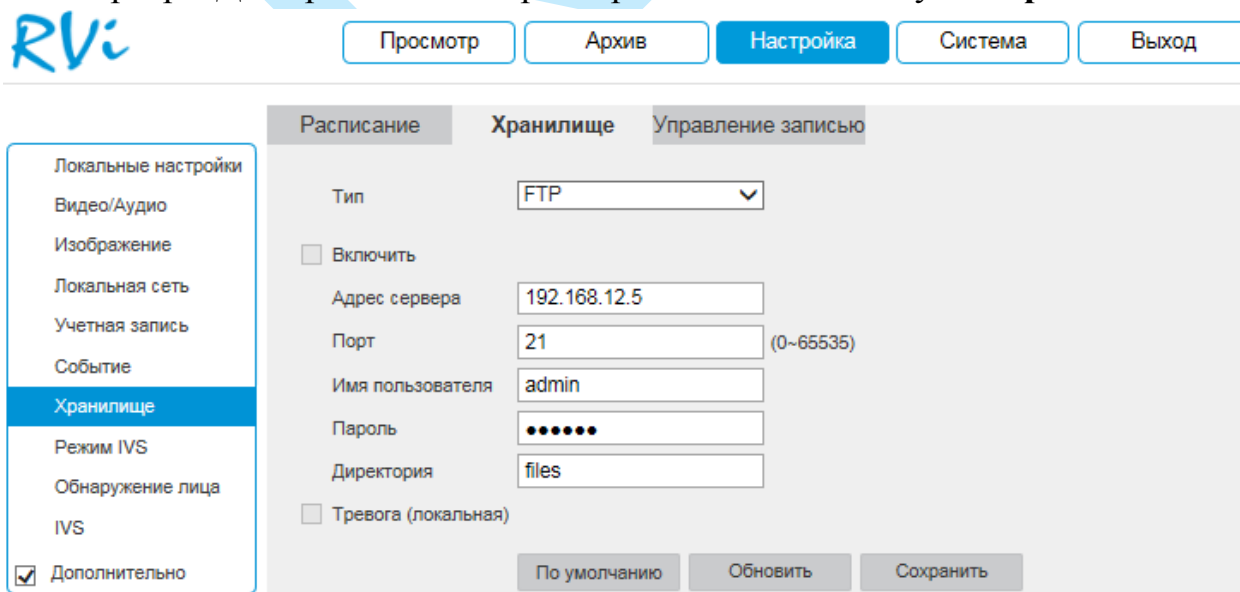 RVi
Просмотр Архив Настройка Система Выход
Расписание Хранилище Управление записью
Локальные настройки
Видео/Аудио
Изображение
Локальная сеть
Учетная запись
Событие
Хранилище
Режим IVS
Обнаружение лица
IVS
Дополнительно
Тип FTP
Включить
Адрес сервера 192.168.12.5
Порт 21 (0~65535)
Имя пользователя admin
Пароль ●●●●●●
Директория files
Тревога (локальная)
По умолчанию Обновить Сохранить